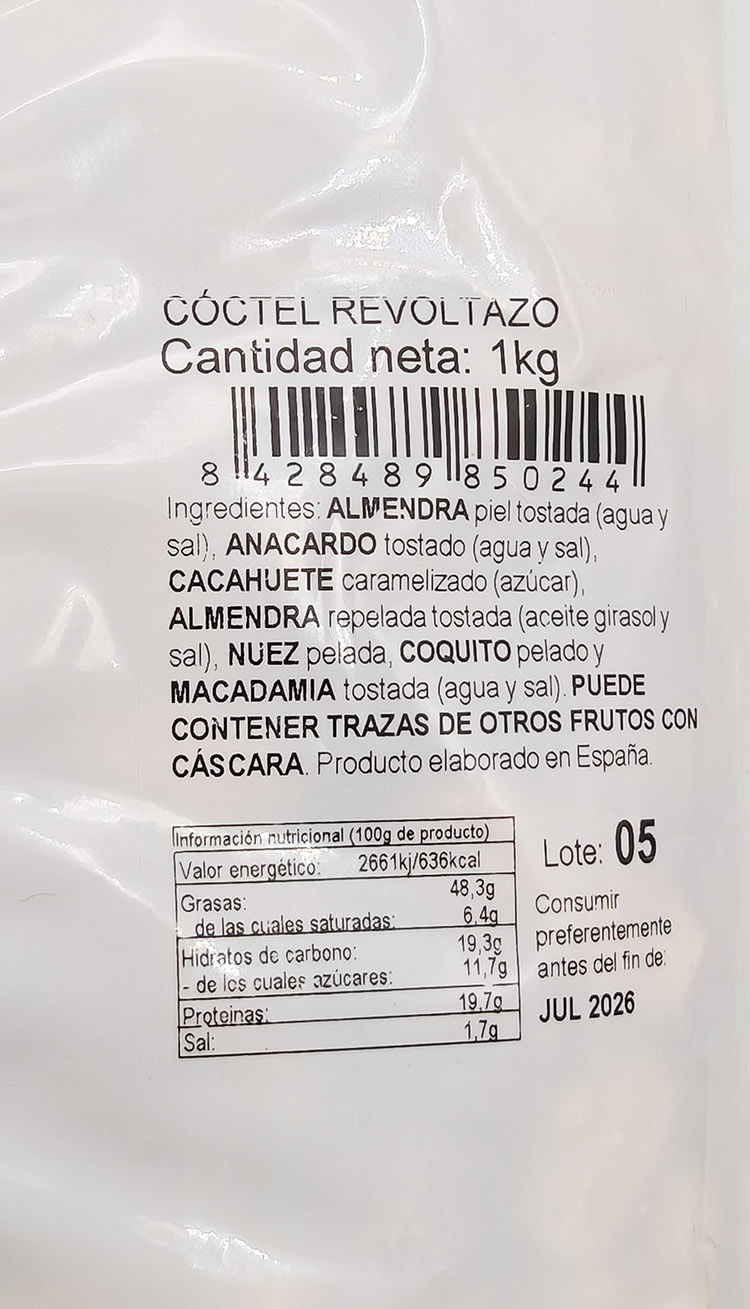 CÓCTEL REVOLTAZO
Cantidad neta: 1kg
8 428489 850244
Ingredientes: ALMENDRA piel tostada (agua y
sal), ANACARDO tostado (agua y sal),
CACAHUETE caramelizado (azúcar),
ALMENDRA repelada tostada (aceite girasol y
sal), NUEZ pelada, COQUITO pelado y
MACADAMIA tostada (agua y sal). PUEDE
CONTENER TRAZAS DE OTROS FRUTOS CON
CÁSCARA. Producto elaborado en España.
Información nutricional (100g de producto)
Valor energético: 2661kj/636kcal
Grasas: 48,3g
de las cuales saturadas: 6,4g
Hidratos de carbono: 19,3g
- de los cuales azúcares: 11,7g
Proteinas: 19,7g
Sal: 1,7g
Lote: 05
Consumir
preferentemente
antes del fin de:
JUL 2026